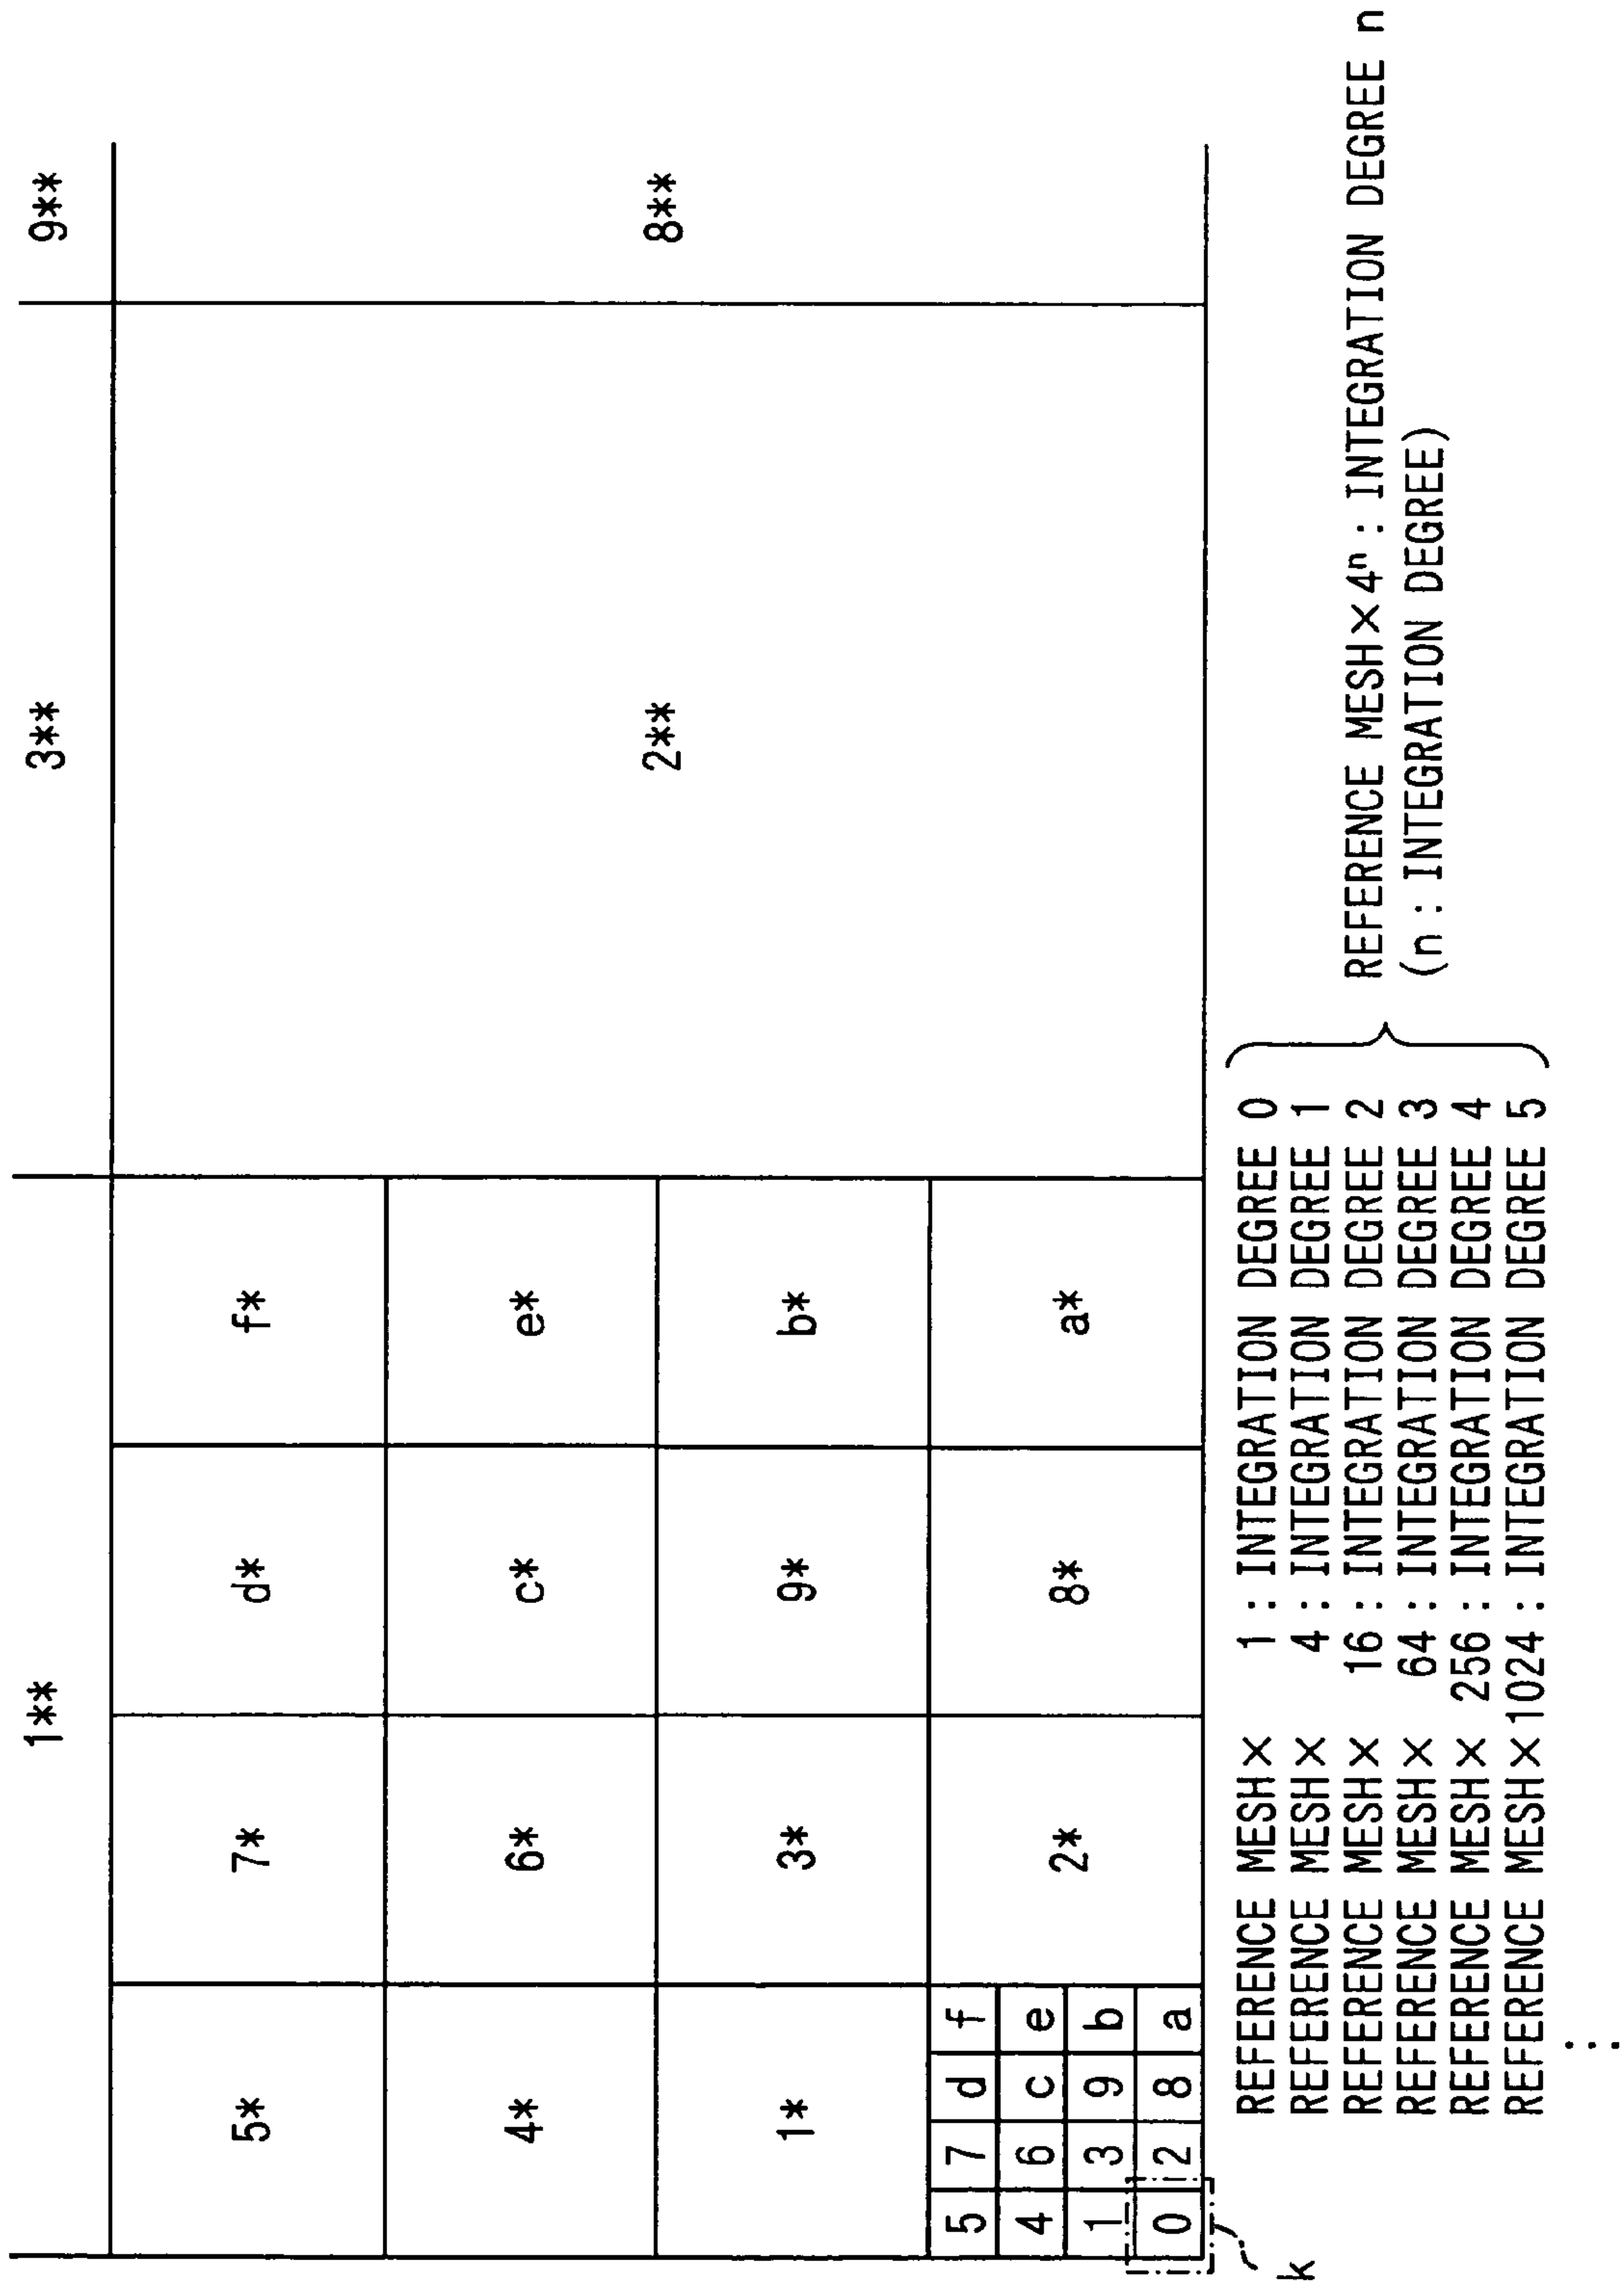 1** 3** 9**
5* 7* d* f*
4* 6* c* e*
2** 8**
1* 3* 9* b*
5 7 d f
4 6 c e
2* 8* a*
1 3 9 b
0 2 8 a
k
REFERENCE MESH× 1 : INTEGRATION DEGREE 0
REFERENCE MESH× 4 : INTEGRATION DEGREE 1
REFERENCE MESH× 16 : INTEGRATION DEGREE 2
REFERENCE MESH× 64 : INTEGRATION DEGREE 3
REFERENCE MESH× 256 : INTEGRATION DEGREE 4
REFERENCE MESH×1024 : INTEGRATION DEGREE 5
⋮
REFERENCE MESH×4ⁿ : INTEGRATION DEGREE n
(n : INTEGRATION DEGREE)